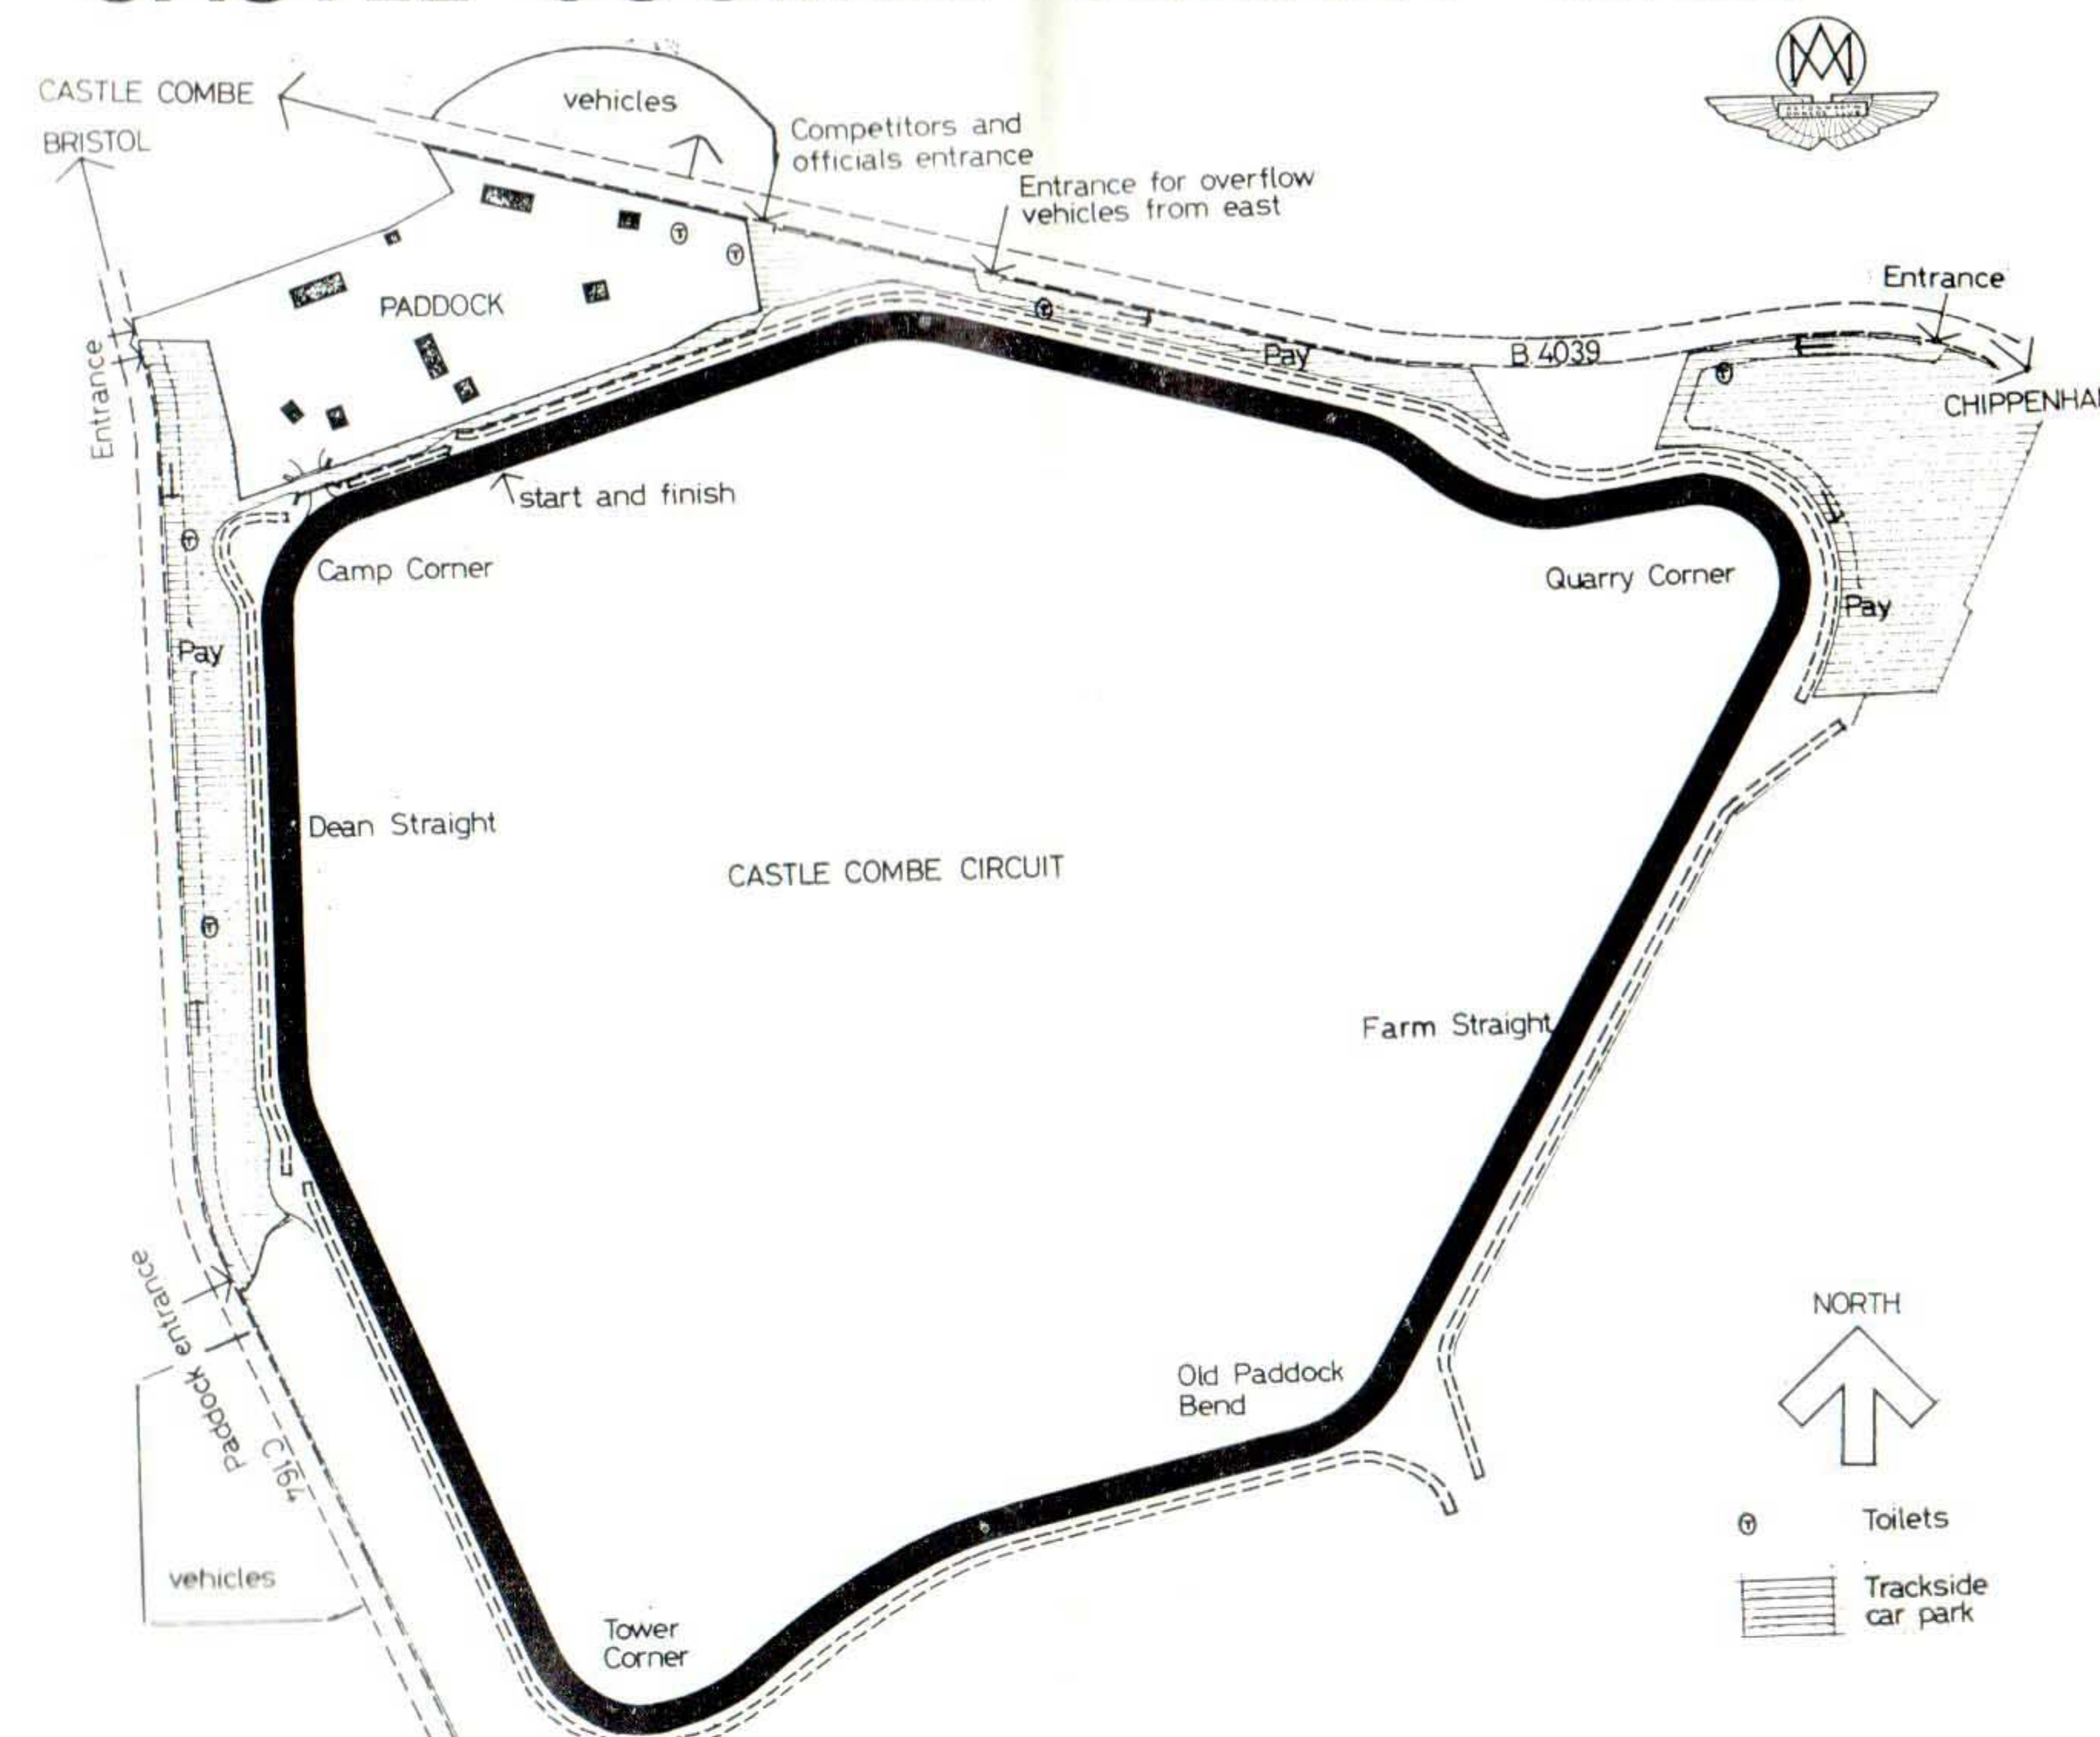 CASTLE COMBE
BRISTOL
vehicles
Competitors and
officials entrance
Entrance for overflow
vehicles from east
Entrance
Entrance
PADDOCK
T
T
T
T
Pay
B.4039
CHIPPENHA
start and finish
Camp Corner
Quarry Corner
T
Pay
Pay
Dean Straight
CASTLE COMBE CIRCUIT
T
Farm Straight
Paddock entrance
C.194
Old Paddock
Bend
NORTH
T
Toilets
vehicles
Trackside
car park
Tower
Corner